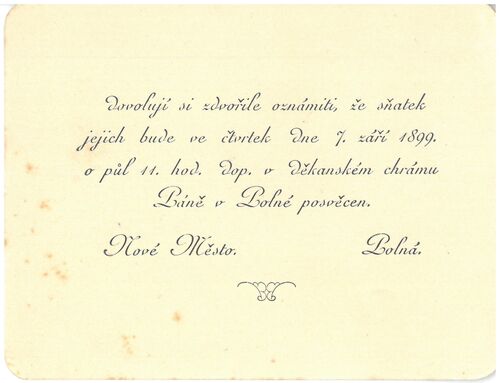 dovolují si zdvořile oznámiti, že sňatek
jejich bude ve čtvrtek dne 7. září 1899.
o půl 11. hod. dop. v děkanském chrámu
Páně v Polné posvěcen.
Nové Město. Polná.